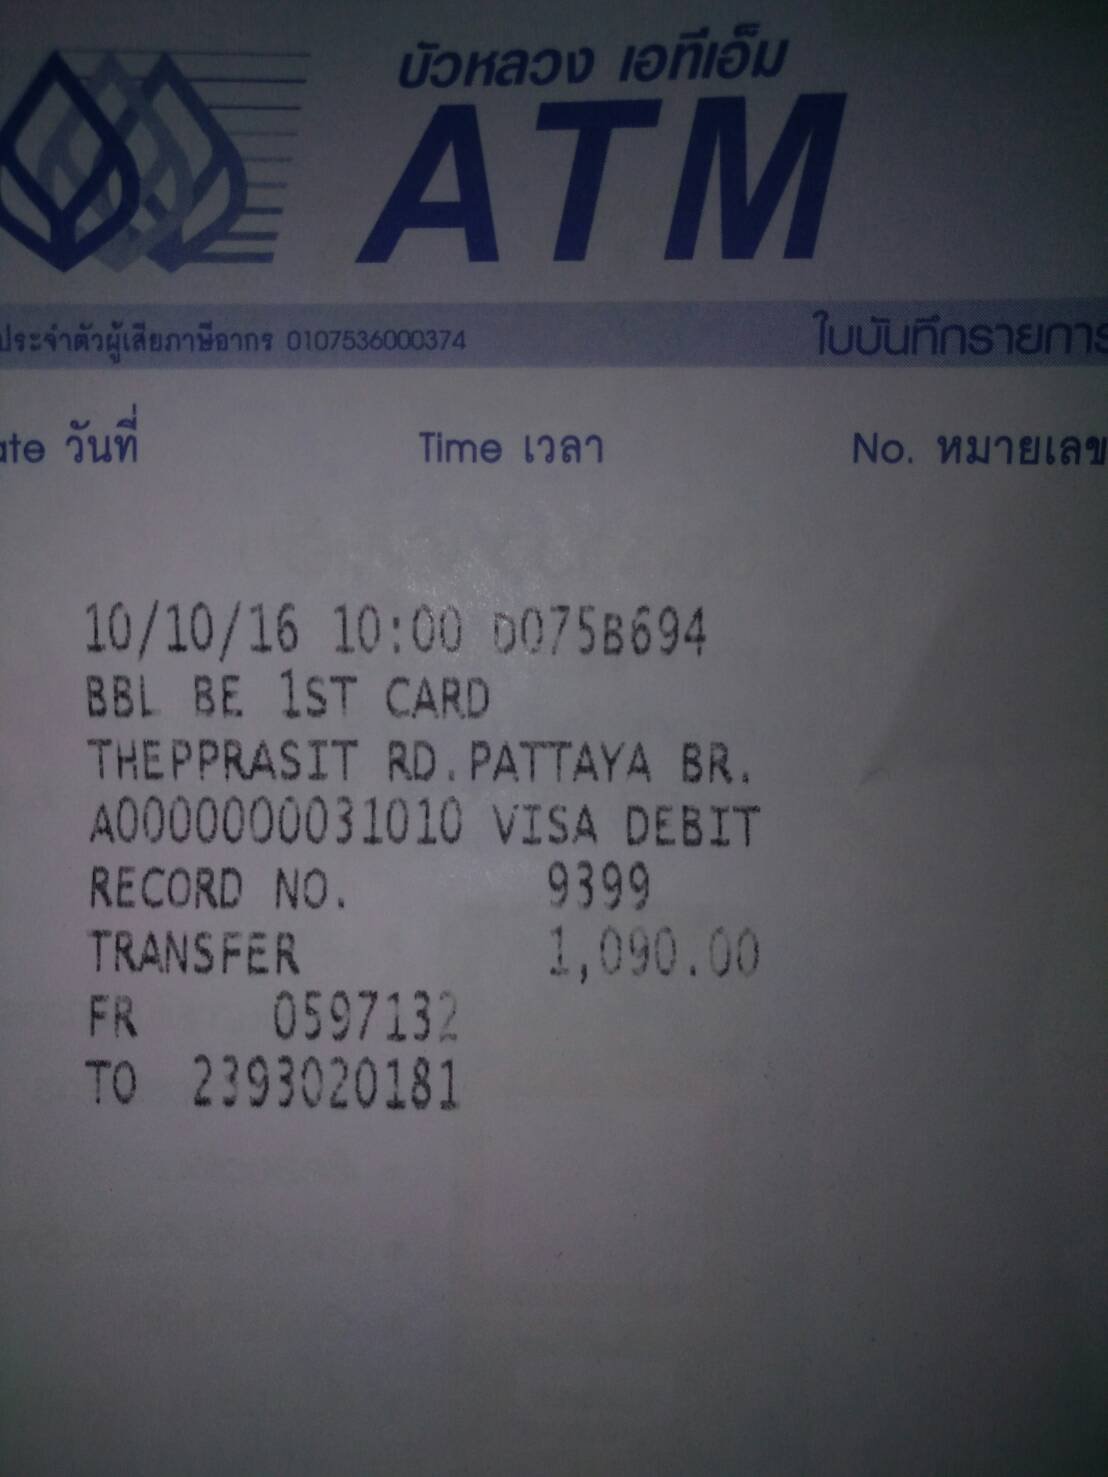 บัวหลวง เอทีเอ็ม
ATM
ประจำตัวผู้เสียภาษีอากร 0107536000374 ใบบันทึกรายการ
ate วันที่ Time เวลา No. หมายเลข
10/10/16 10:00 D075B694
BBL BE 1ST CARD
THEPPRASIT RD.PATTAYA BR.
A0000000031010 VISA DEBIT
RECORD NO. 9399
TRANSFER 1,090.00
FR 0597132
TO 2393020181